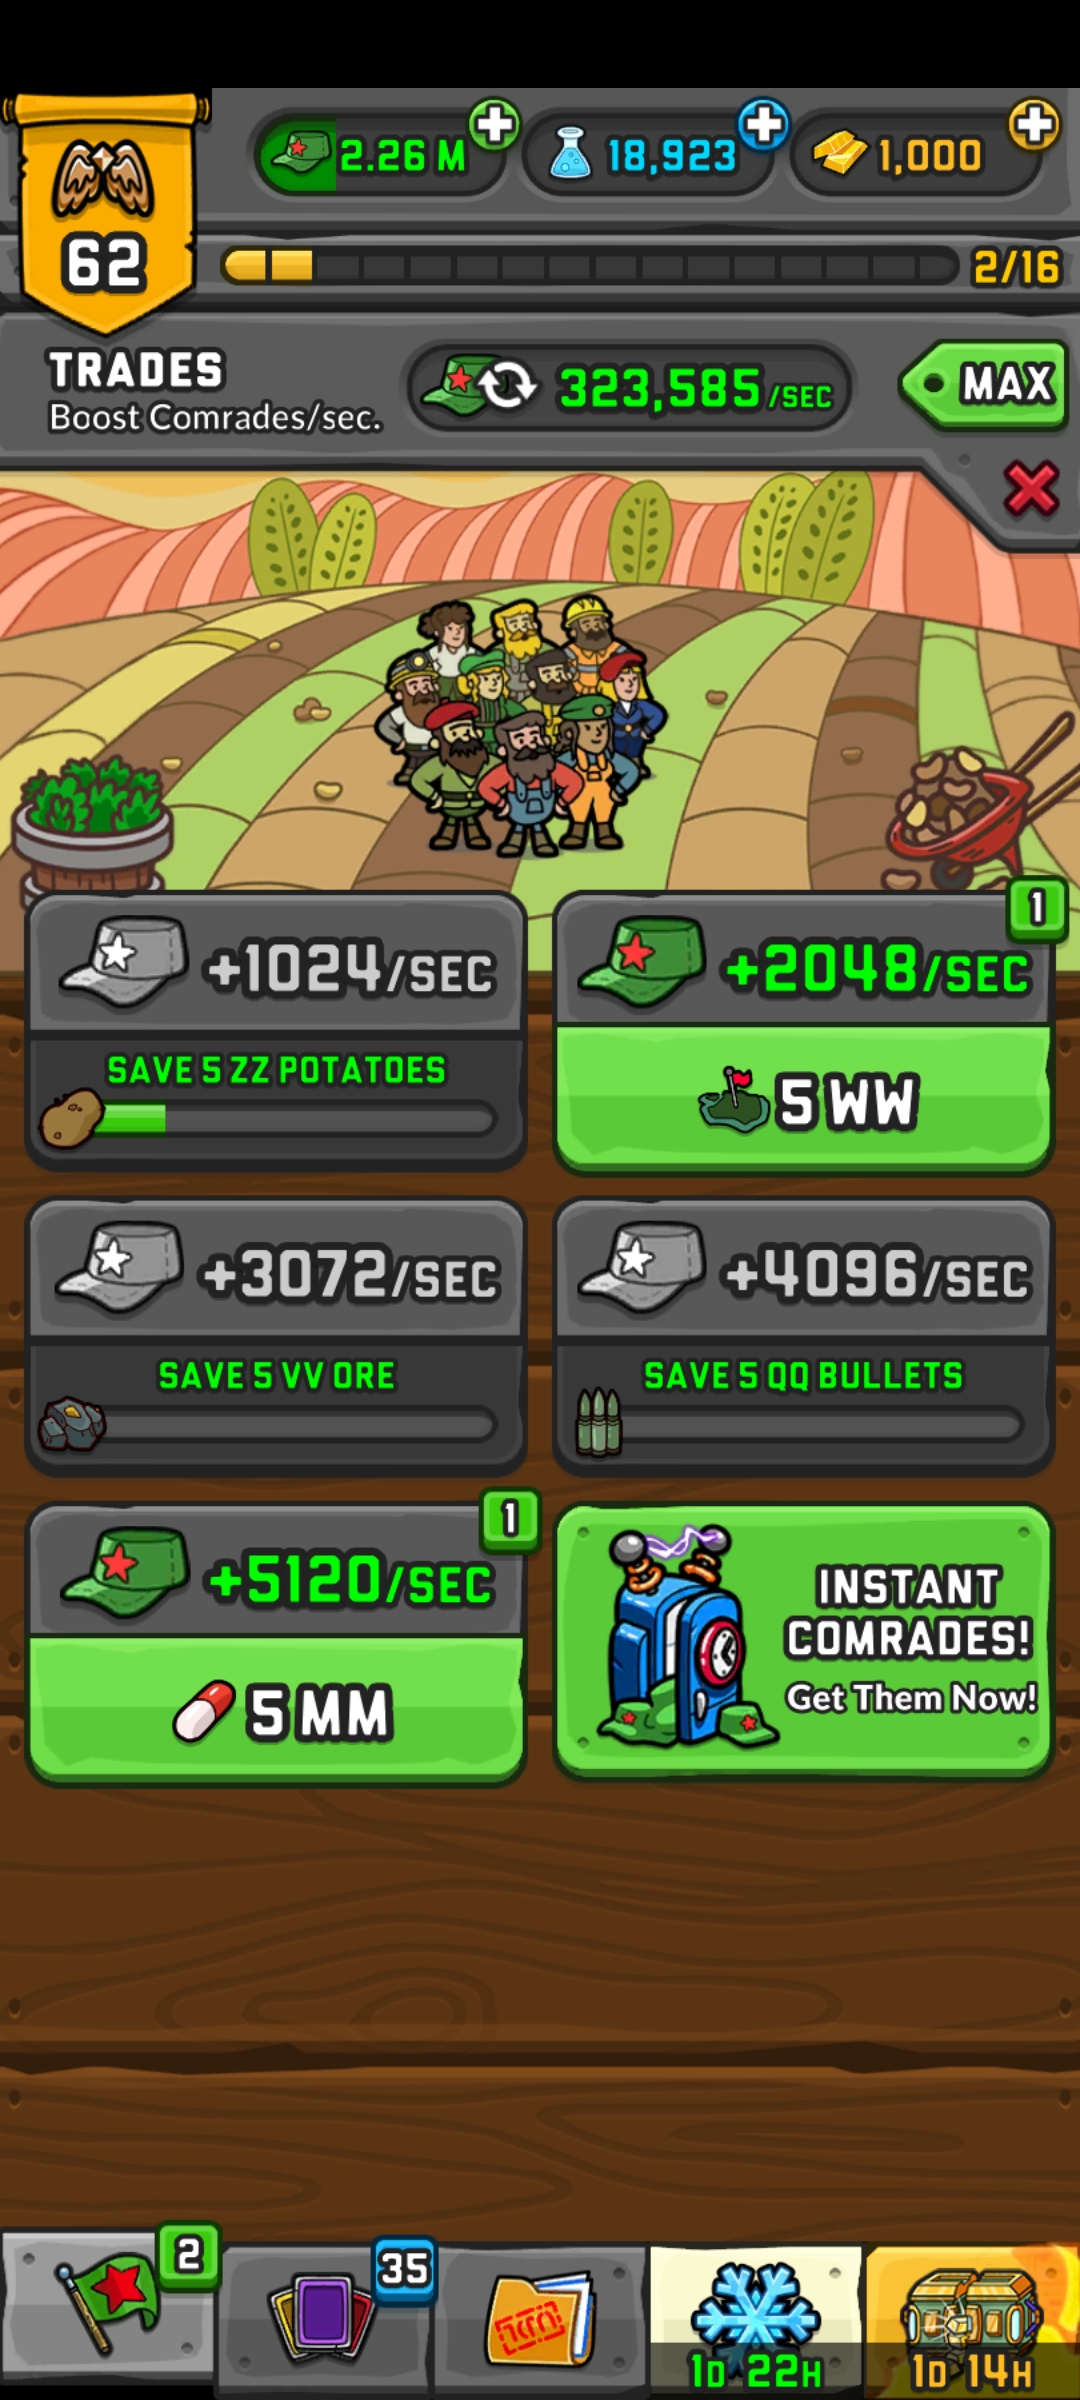 62
2.26 M
18,923
1,000
2/16
TRADES
Boost Comrades/sec.
323,585/SEC
MAX
+1024/SEC
SAVE 5 ZZ POTATOES
1
+2048/SEC
5 WW
+3072/SEC
SAVE 5 VV ORE
+4096/SEC
SAVE 5 QQ BULLETS
1
+5120/SEC
5 MM
INSTANT
COMRADES!
Get Them Now!
2
35
1D 22H
1D 14H